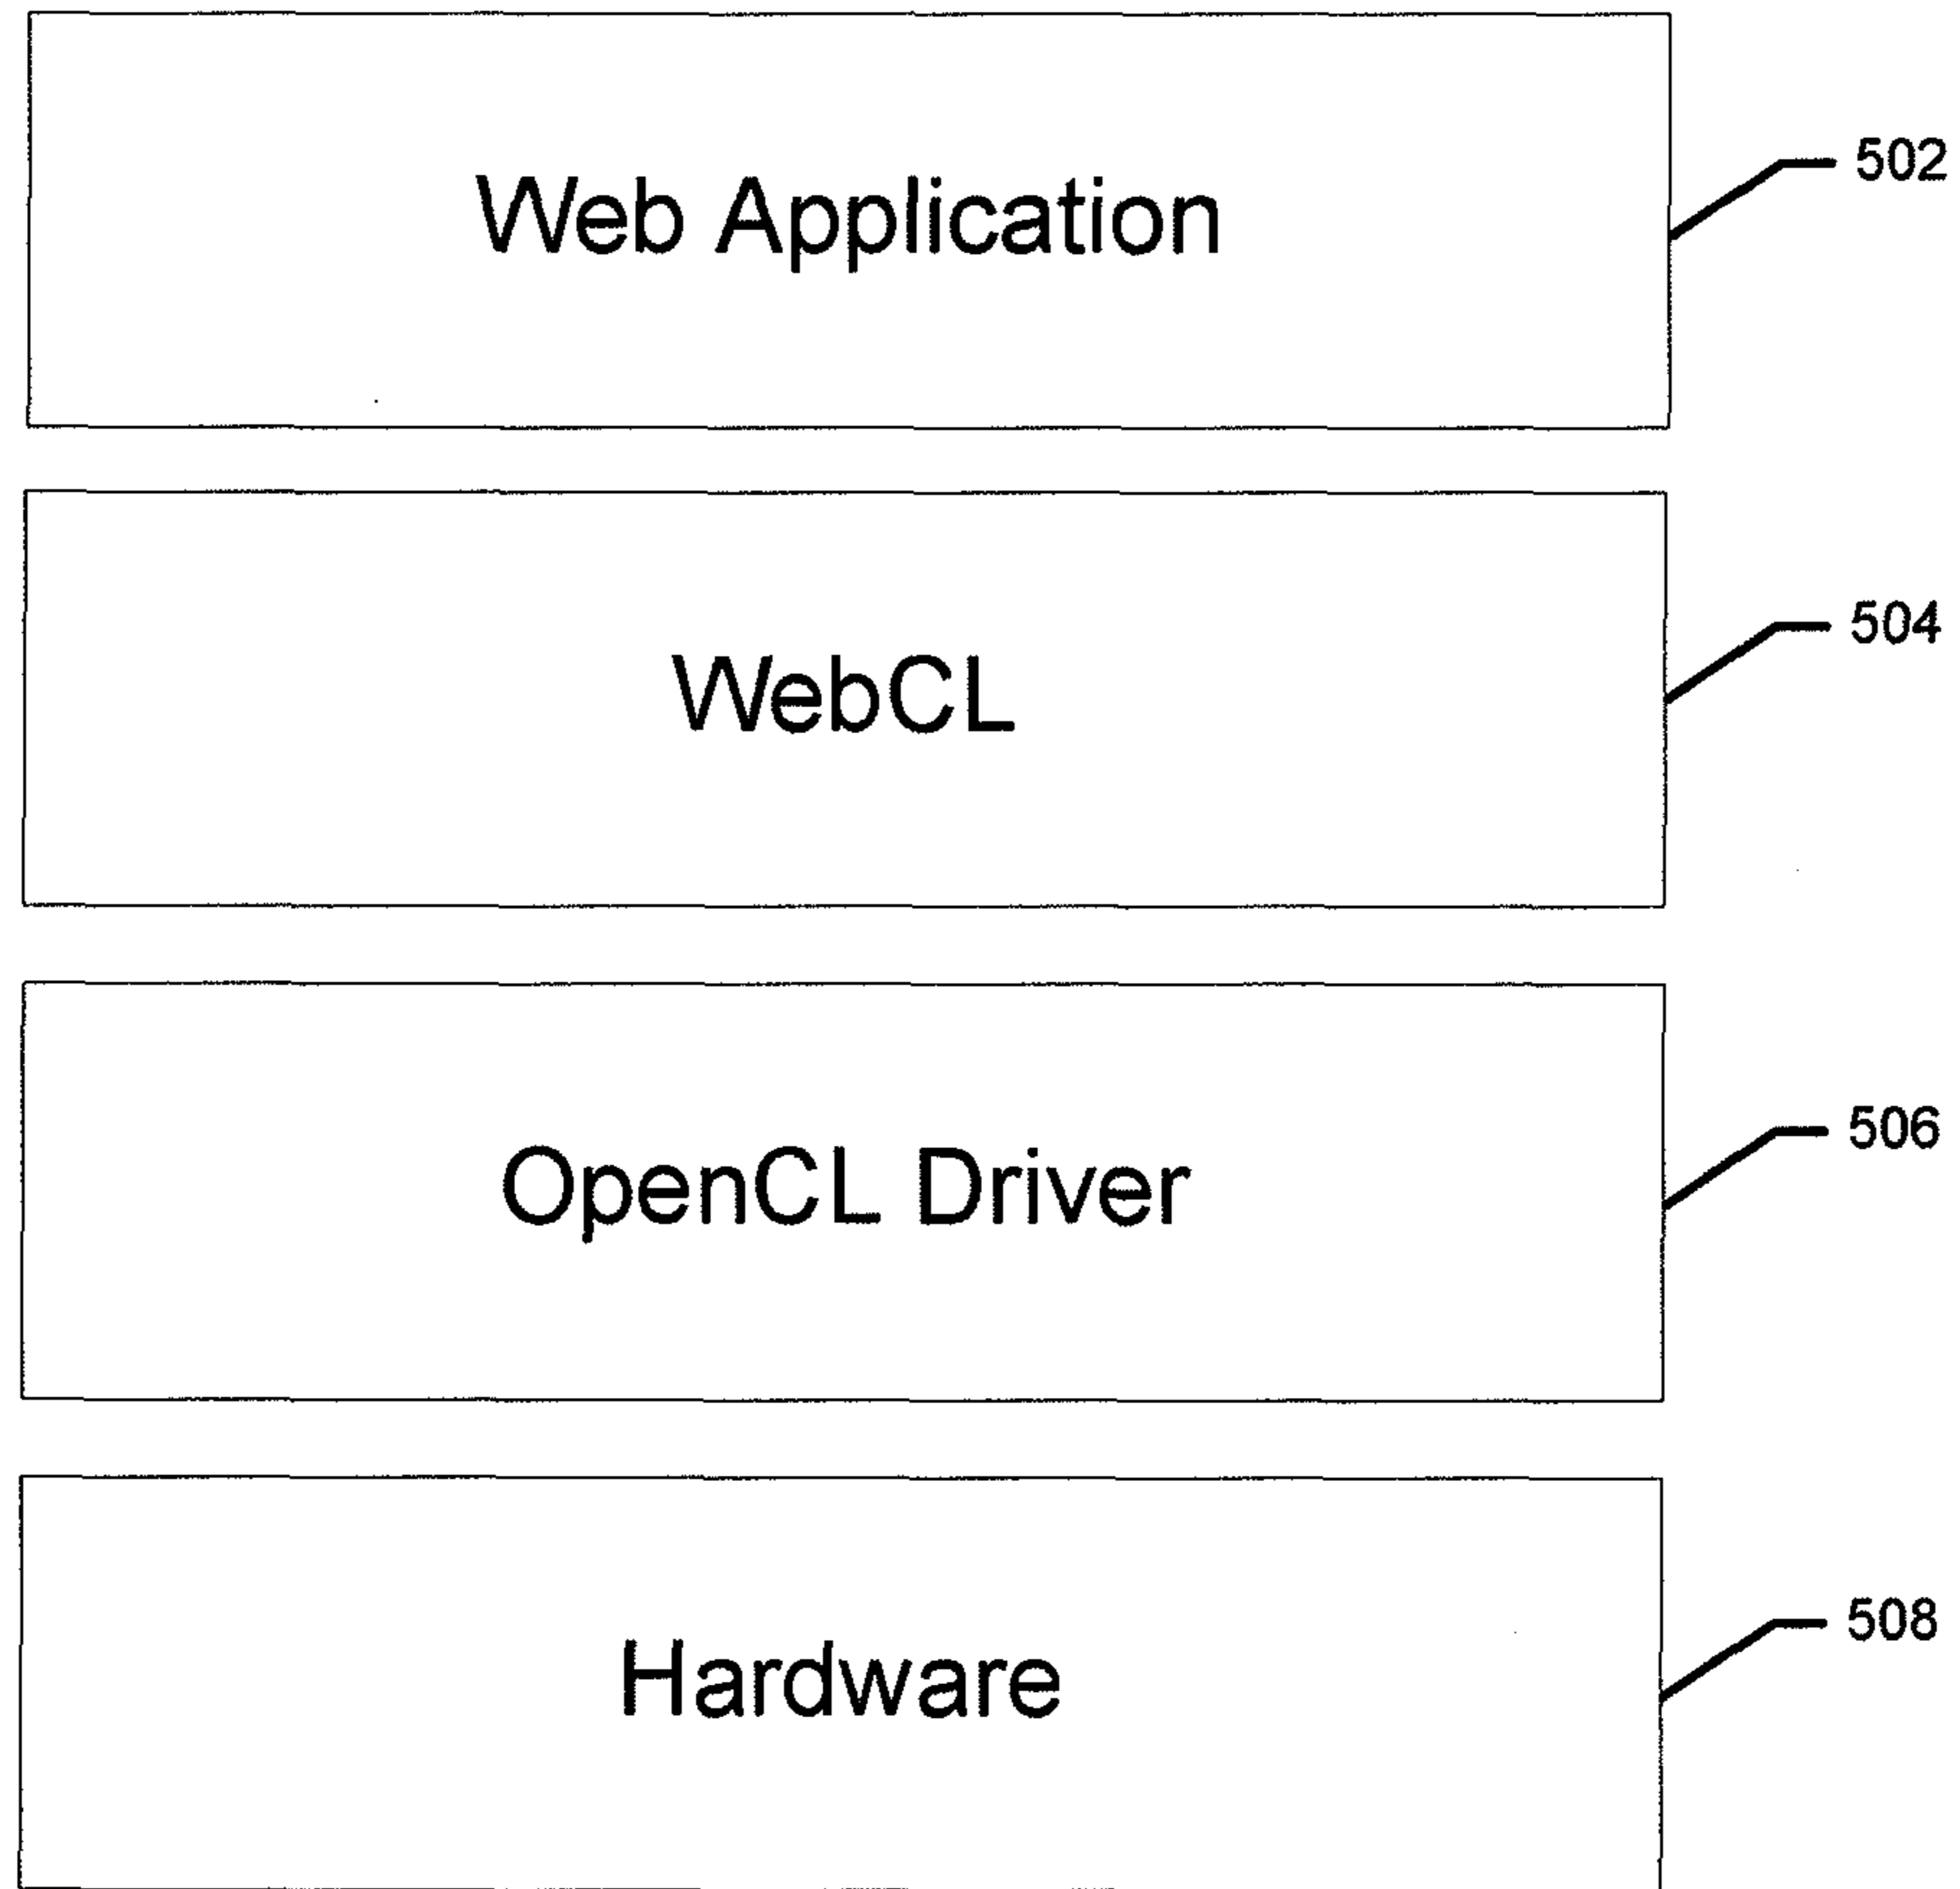 Web Application
502
WebCL
504
OpenCL Driver
506
Hardware
508